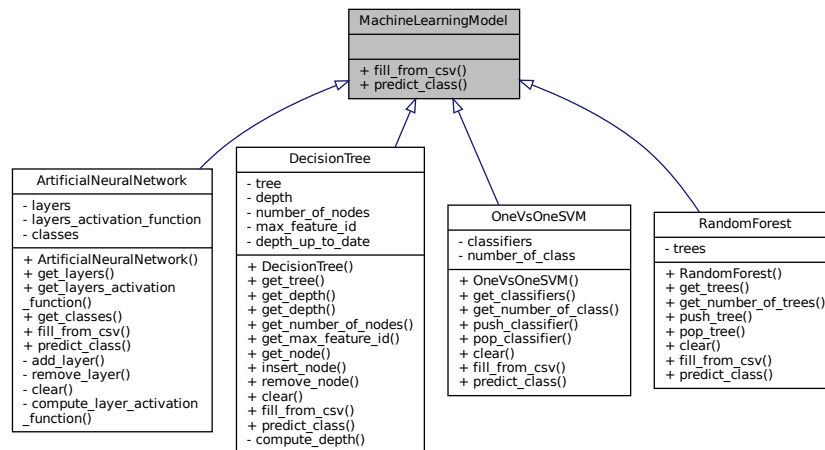 MachineLearningModel
+ fill_from_csv()
+ predict_class()
ArtificialNeuralNetwork
- layers
- layers_activation_function
- classes
+ ArtificialNeuralNetwork()
+ get_layers()
+ get_layers_activation
_function()
+ get_classes()
+ fill_from_csv()
+ predict_class()
- add_layer()
- remove_layer()
- clear()
- compute_layer_activation
_function()
DecisionTree
- tree
- depth
- number_of_nodes
- max_feature_id
- depth_up_to_date
+ DecisionTree()
+ get_tree()
+ get_depth()
+ get_depth()
+ get_number_of_nodes()
+ get_max_feature_id()
+ get_node()
+ insert_node()
+ remove_node()
+ clear()
+ fill_from_csv()
+ predict_class()
- compute_depth()
OneVsOneSVM
- classifiers
- number_of_class
+ OneVsOneSVM()
+ get_classifiers()
+ get_number_of_class()
+ push_classifier()
+ pop_classifier()
+ clear()
+ fill_from_csv()
+ predict_class()
RandomForest
- trees
+ RandomForest()
+ get_trees()
+ get_number_of_trees()
+ push_tree()
+ pop_tree()
+ clear()
+ fill_from_csv()
+ predict_class()